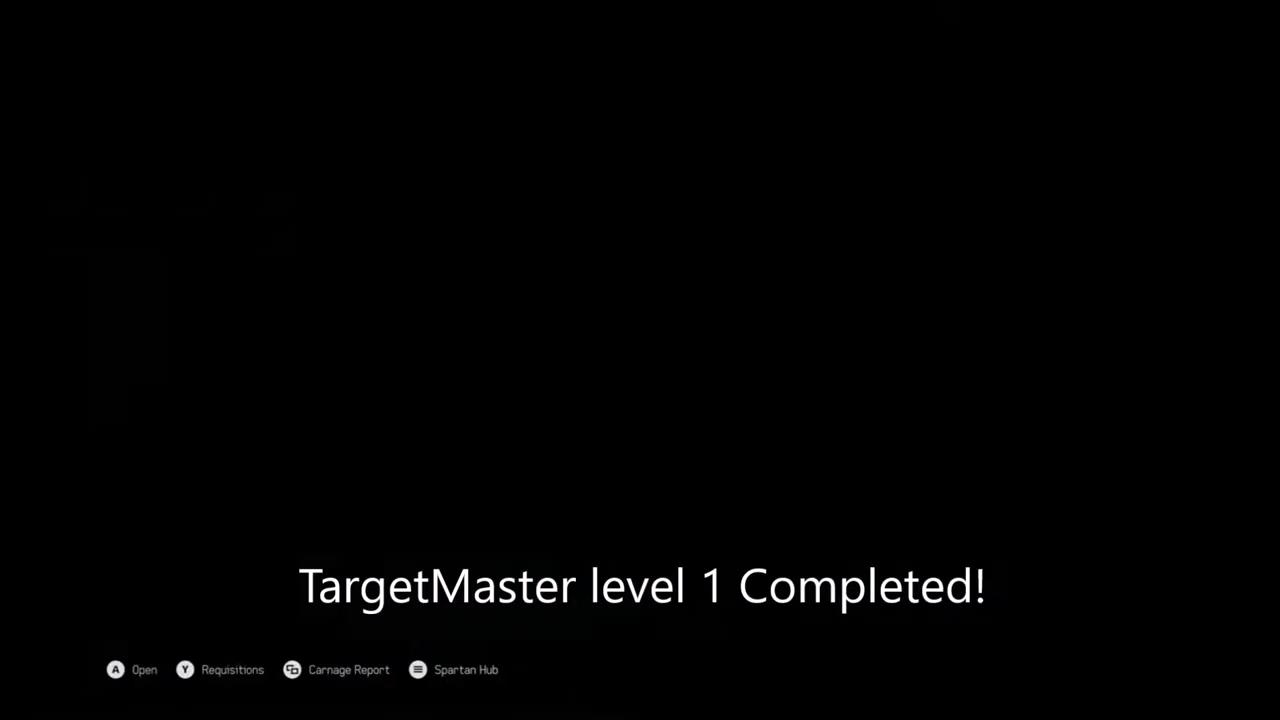 TargetMaster level 1 Completed!
A Open Y Requisitions Carnage Report Spartan Hub